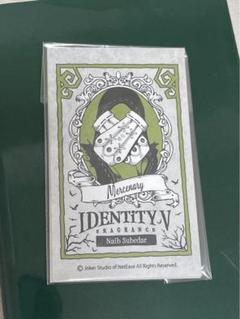 Mercenary
IDENTITY V
FRAGRANCE
Naib Subedar
© Joker Studio of NetEase All Rights Reserved.